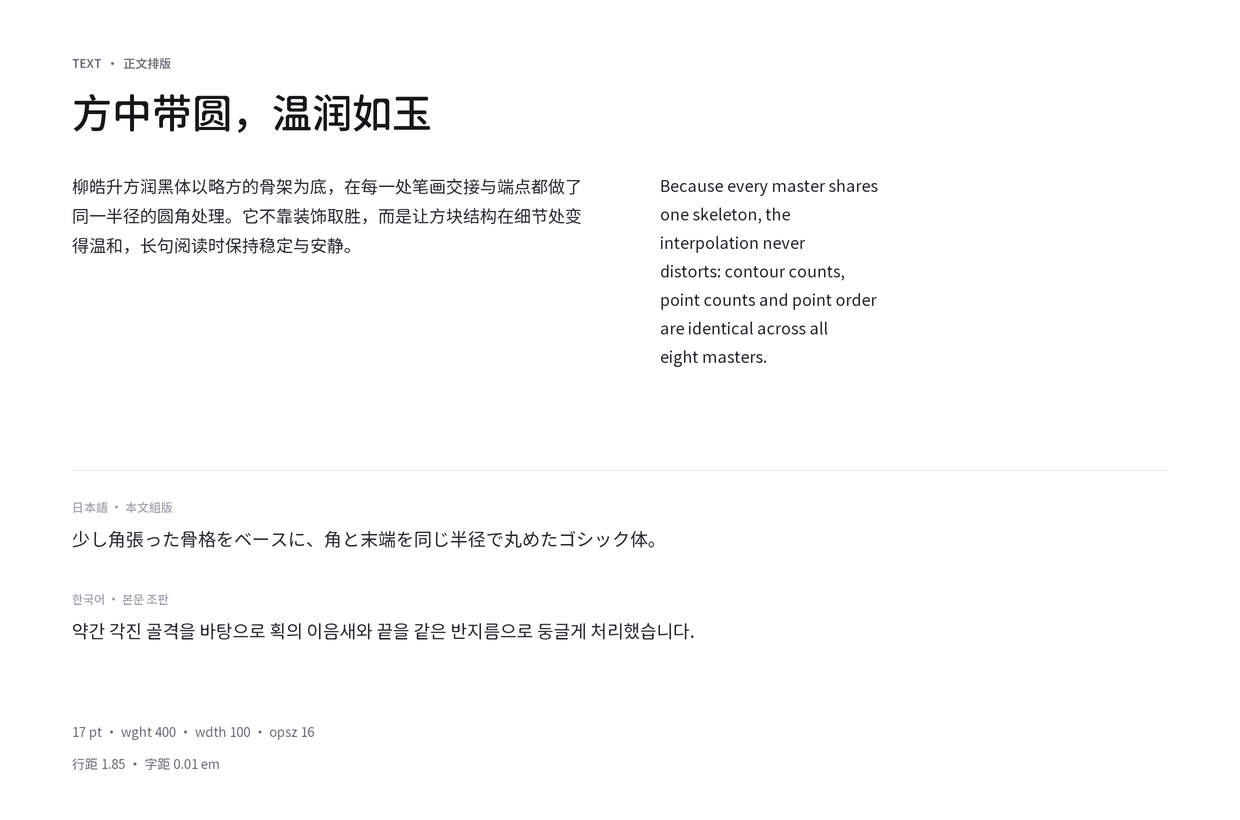 TEXT • 正文排版
方中带圆，温润如玉
柳皓升方润黑体以略方的骨架为底，在每一处笔画交接与端点都做了
同一半径的圆角处理。它不靠装饰取胜，而是让方块结构在细节处变
得温和，长句阅读时保持稳定与安静。
Because every master shares
one skeleton, the
interpolation never
distorts: contour counts,
point counts and point order
are identical across all
eight masters.
日本語 • 本文組版
少し角張った骨格をベースに、角と末端を同じ半径で丸めたゴシック体。
한국어 • 본문 조판
약간 각진 골격을 바탕으로 획의 이음새와 끝을 같은 반지름으로 둥글게 처리했습니다.
17 pt • wght 400 • wdth 100 • opsz 16
行距 1.85 • 字距 0.01 em